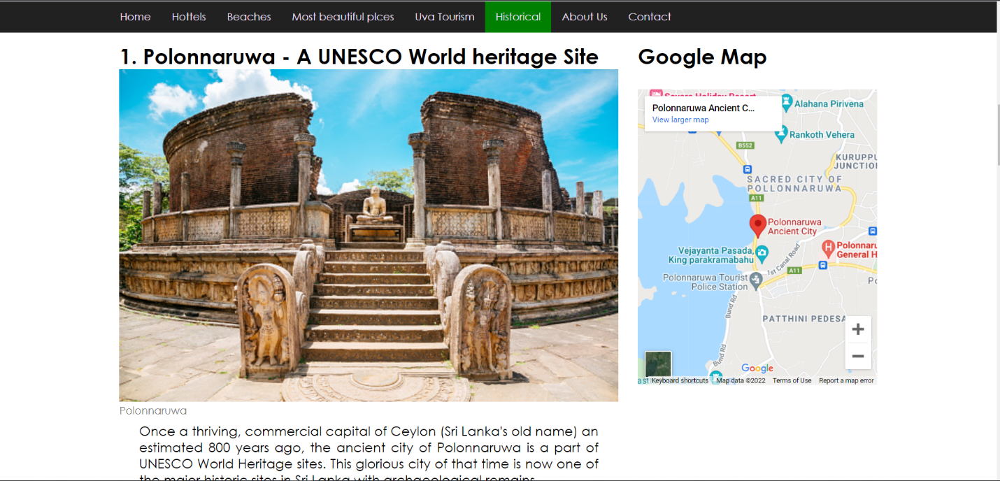 Home Hottels Beaches Most beautiful plces Uva Tourism Historical About Us Contact
1. Polonnaruwa - A UNESCO World heritage Site
Polonnaruwa
Once a thriving, commercial capital of Ceylon (Sri Lanka's old name) an
estimated 800 years ago, the ancient city of Polonnaruwa is a part of
UNESCO World Heritage sites. This glorious city of that time is now one of
the major historic sites in Sri Lanka with archaeological remains
Google Map
Polonnaruwa Ancient C...
View larger map
Alahana Pirivena
Rankoth Vehera
B552
KURUPPU
JUNCTIO
SACRED CITY OF
POLLONNARUWA
A11
Polonnaruwa
Ancient City
Vejayanta Pasada,
King parakramabahu
Polonnaru
General H
1st Canal Road
A11
Polonnaruwa Tourist
Police Station
Bund Rd
PATTHINI PEDESA
Bund Rd
Google
Keyboard shortcuts Map data ©2022 Terms of Use Report a map error